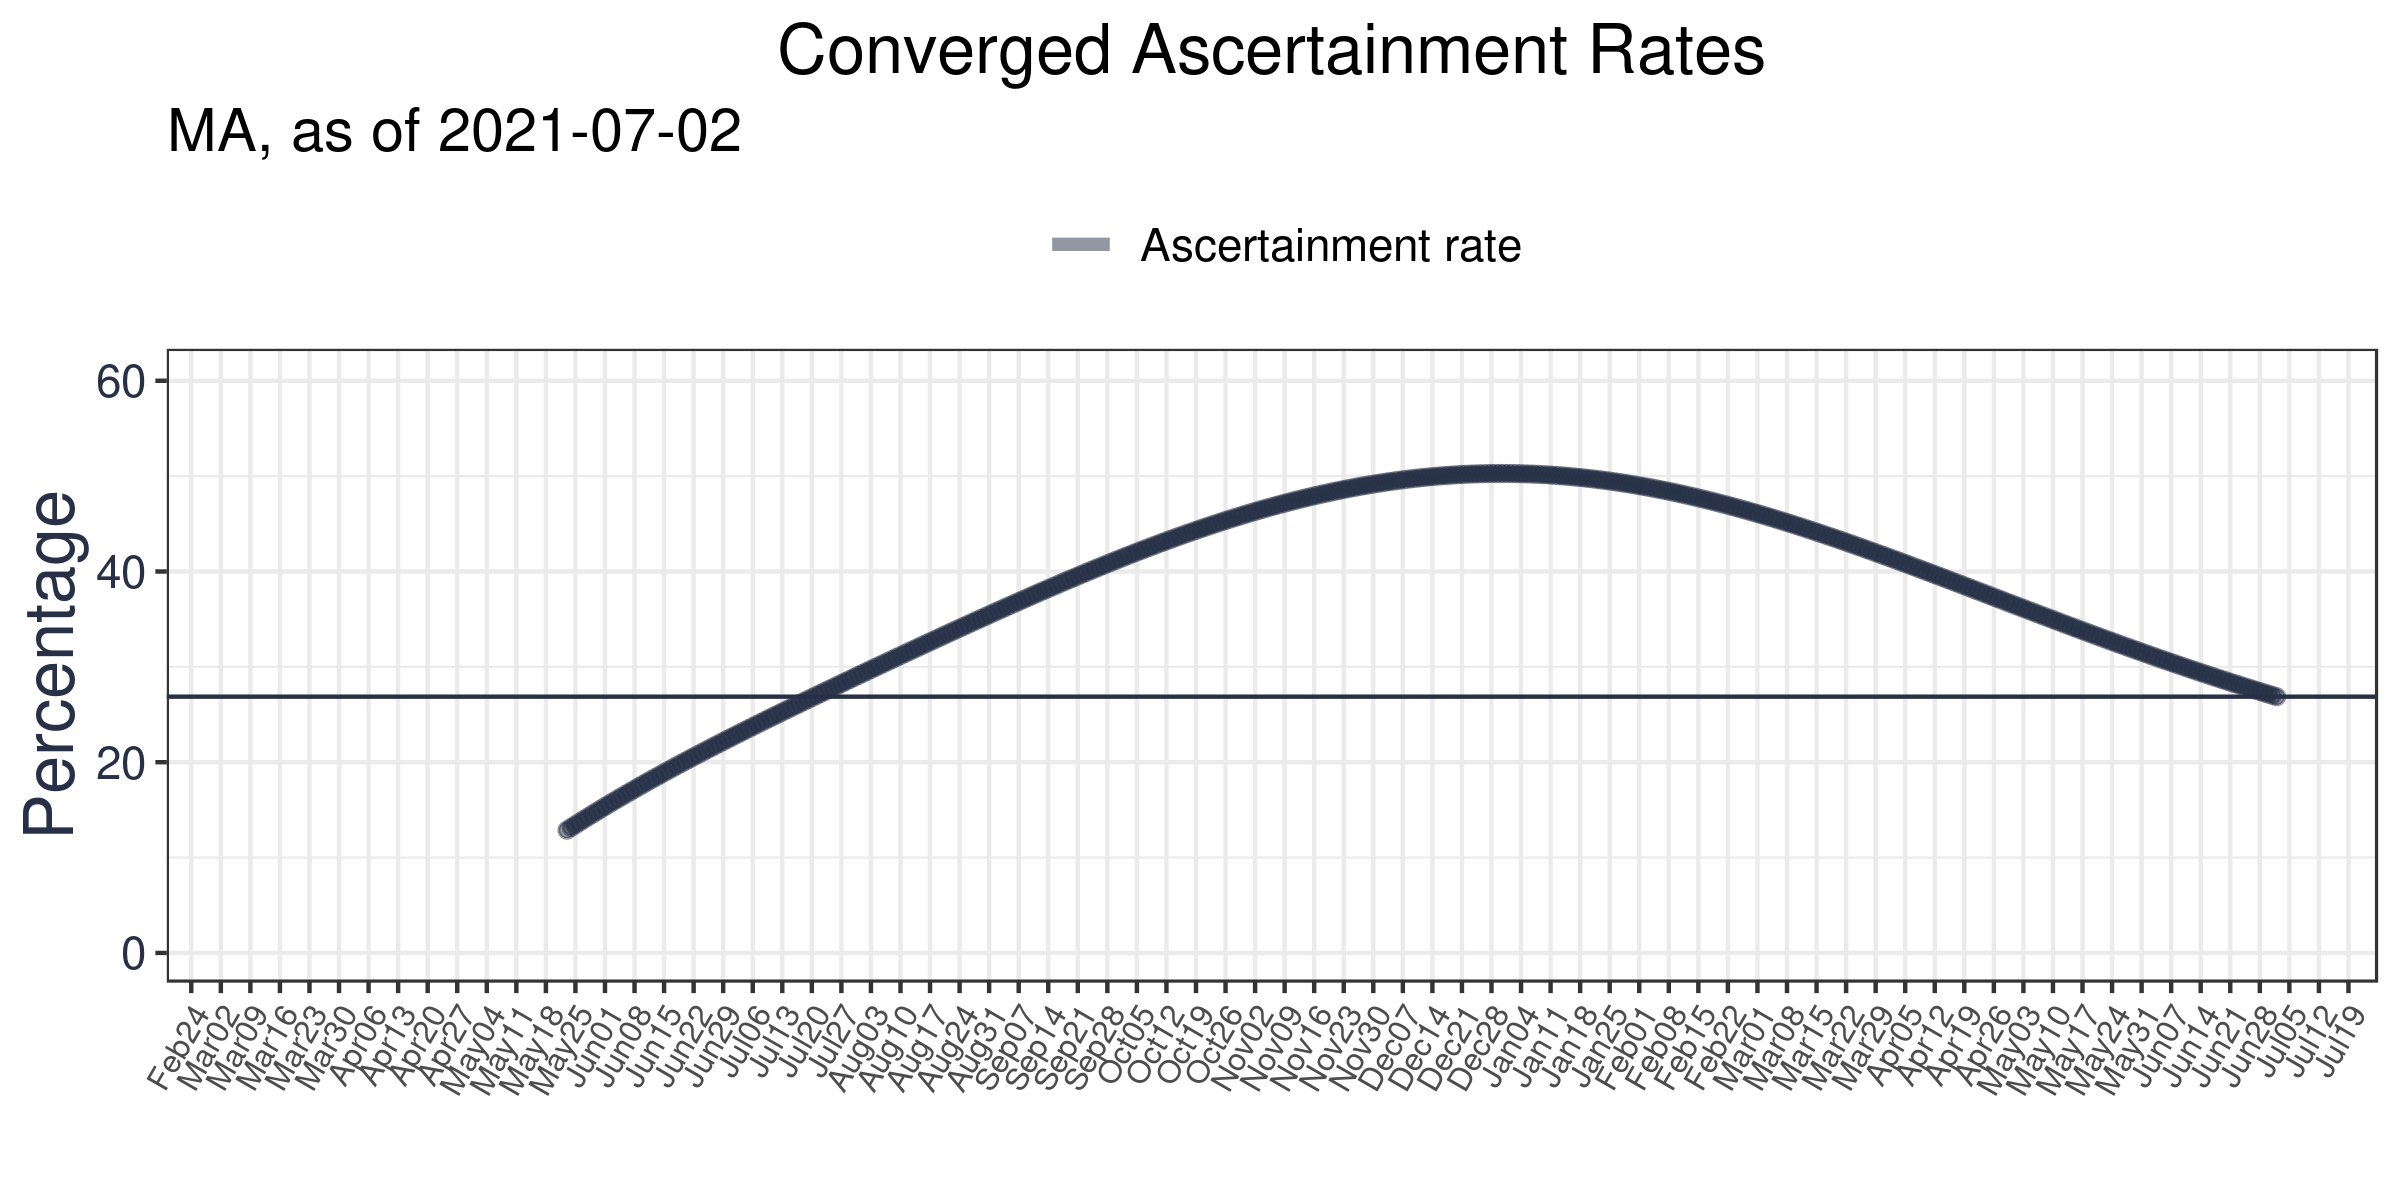 Converged Ascertainment Rates
MA, as of 2021-07-02
Ascertainment rate
Percentage
60
40
20
0
Feb24 Mar02 Mar09 Mar16 Mar23 Mar30 Apr06 Apr13 Apr20 Apr27 May04 May11 May18 May25 Jun01 Jun08 Jun15 Jun22 Jun29 Jul06 Jul13 Jul20 Jul27 Aug03 Aug10 Aug17 Aug24 Aug31 Sep07 Sep14 Sep21 Sep28 Oct05 Oct12 Oct19 Oct26 Nov02 Nov09 Nov16 Nov23 Nov30 Dec07 Dec14 Dec21 Dec28 Jan04 Jan11 Jan18 Jan25 Feb01 Feb08 Feb15 Feb22 Mar01 Mar08 Mar15 Mar22 Mar29 Apr05 Apr12 Apr19 Apr26 May03 May10 May17 May24 May31 Jun07 Jun14 Jun21 Jun28 Jul05 Jul12 Jul19